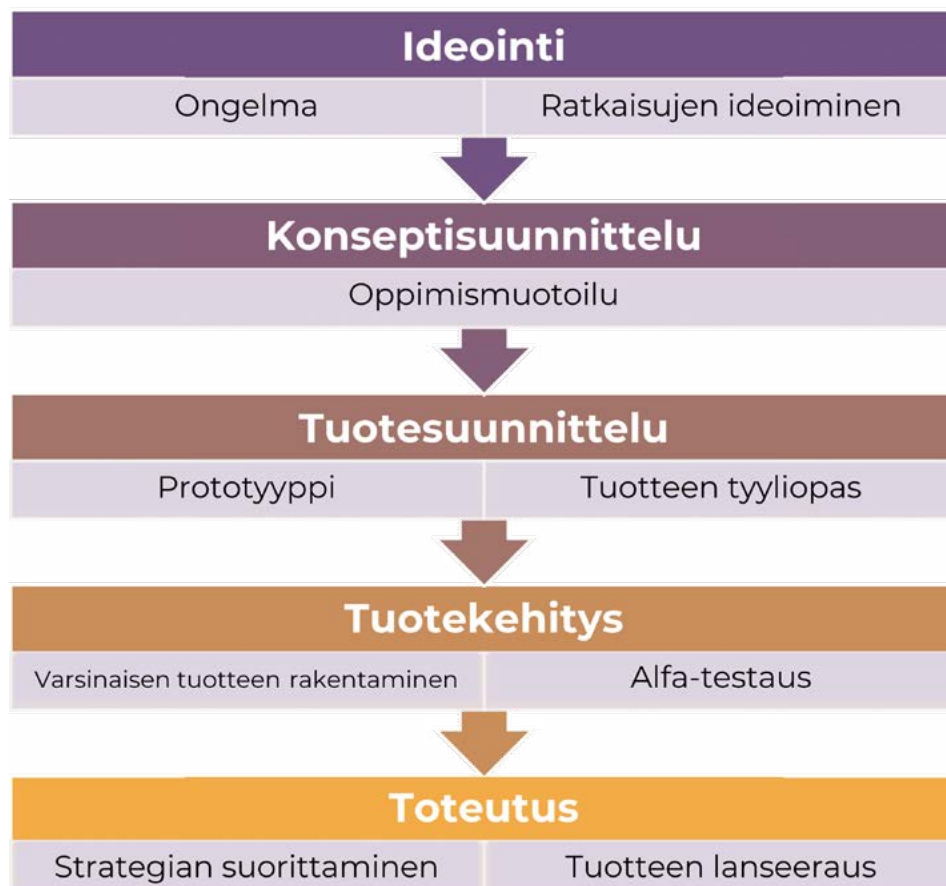 Ideointi
Ongelma
Ratkaisujen ideoiminen
Konseptisuunnittelu
Oppimismuotoilu
Tuotesuunnittelu
Prototyyppi
Tuotteen tyyliopas
Tuotekehitys
Varsinaisen tuotteen rakentaminen
Alfa-testaus
Toteutus
Strategian suorittaminen
Tuotteen lanseeraus